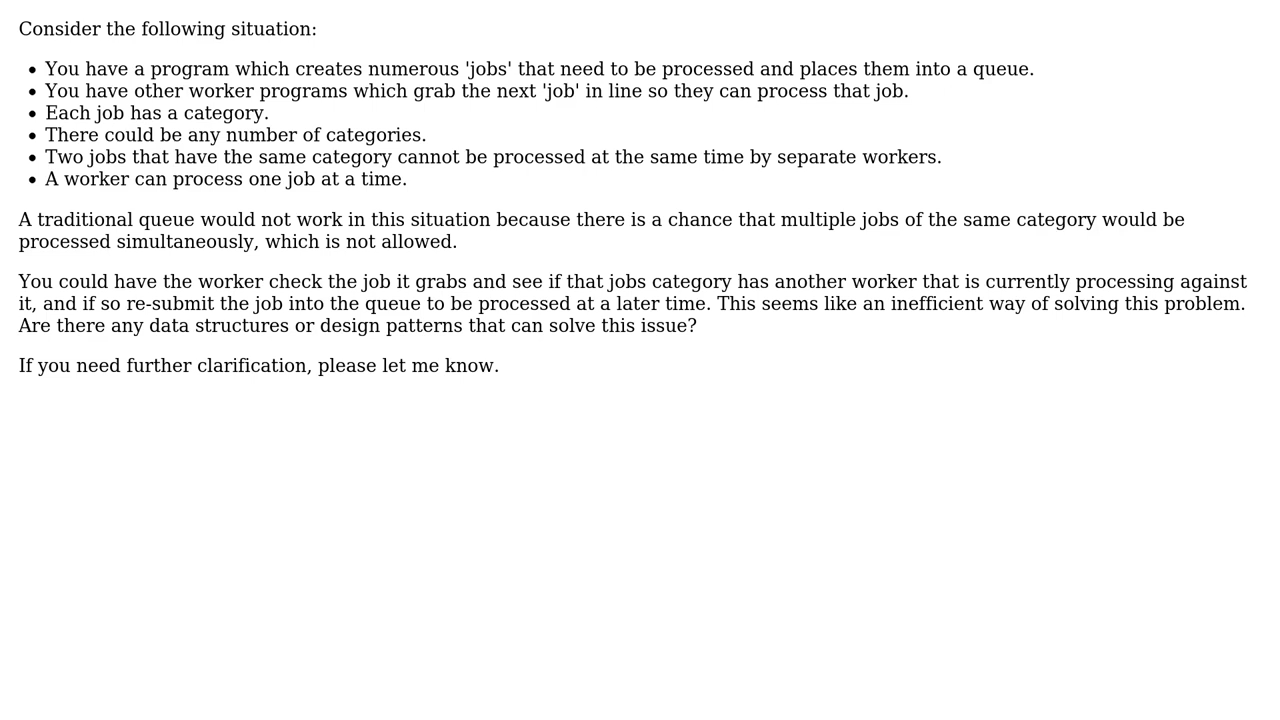 Consider the following situation:
• You have a program which creates numerous 'jobs' that need to be processed and places them into a queue.
• You have other worker programs which grab the next 'job' in line so they can process that job.
• Each job has a category.
• There could be any number of categories.
• Two jobs that have the same category cannot be processed at the same time by separate workers.
• A worker can process one job at a time.
A traditional queue would not work in this situation because there is a chance that multiple jobs of the same category would be
processed simultaneously, which is not allowed.
You could have the worker check the job it grabs and see if that jobs category has another worker that is currently processing against
it, and if so re-submit the job into the queue to be processed at a later time. This seems like an inefficient way of solving this problem.
Are there any data structures or design patterns that can solve this issue?
If you need further clarification, please let me know.